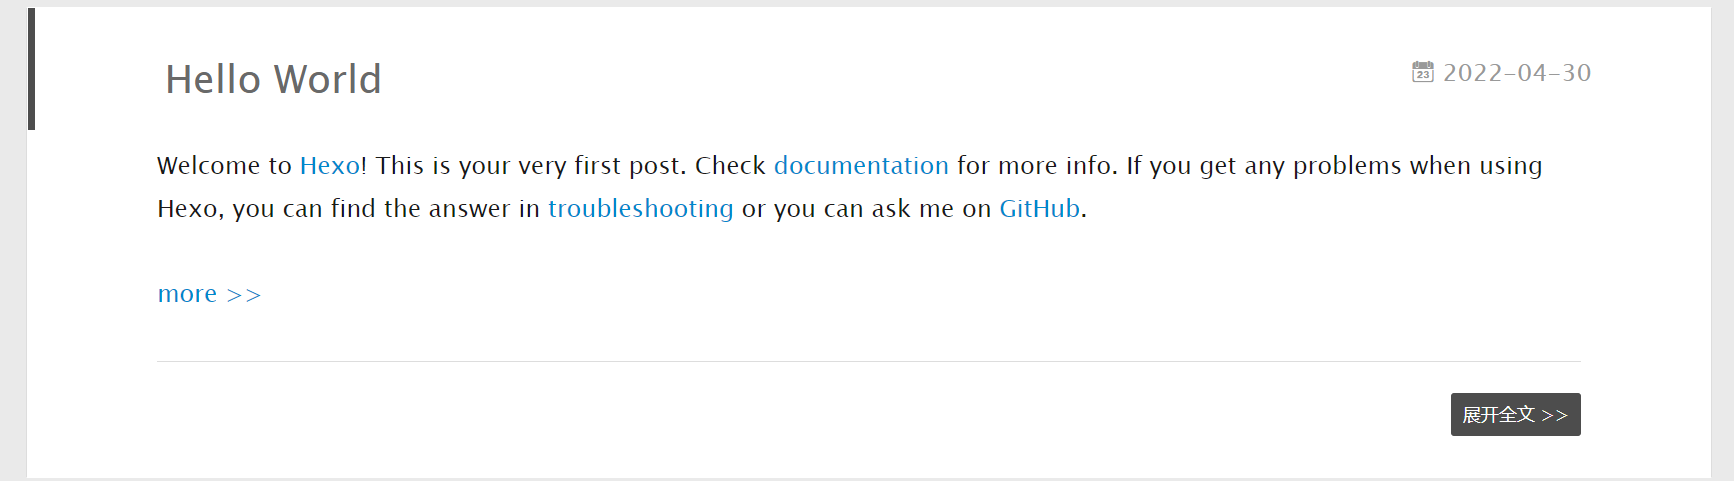 Hello World
23 2022-04-30
Welcome to Hexo! This is your very first post. Check documentation for more info. If you get any problems when using
Hexo, you can find the answer in troubleshooting or you can ask me on GitHub.
more >>
展开全文 >>